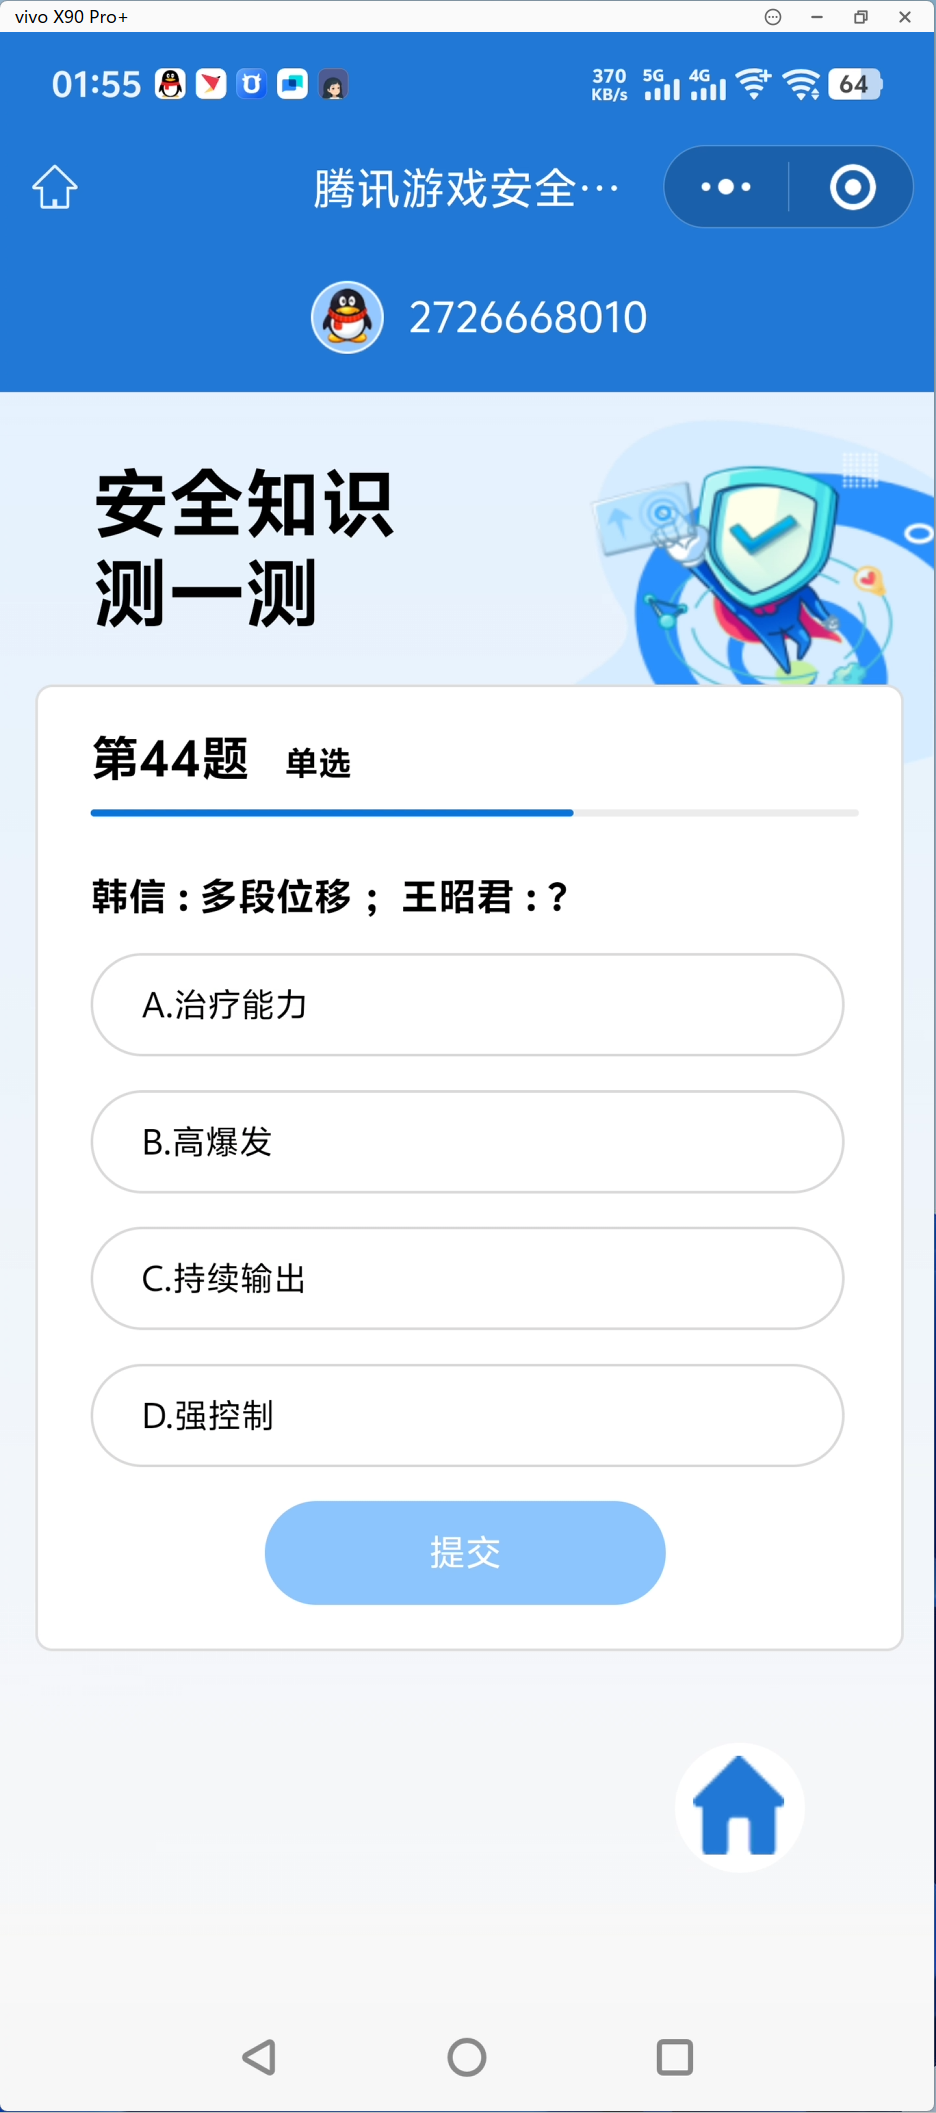 vivo X90 Pro+
01:55
370 KB/s 5G 4G 64
腾讯游戏安全···
2726668010
安全知识
测一测
第44题 单选
韩信：多段位移； 王昭君：？
A.治疗能力
B.高爆发
C.持续输出
D.强控制
提交